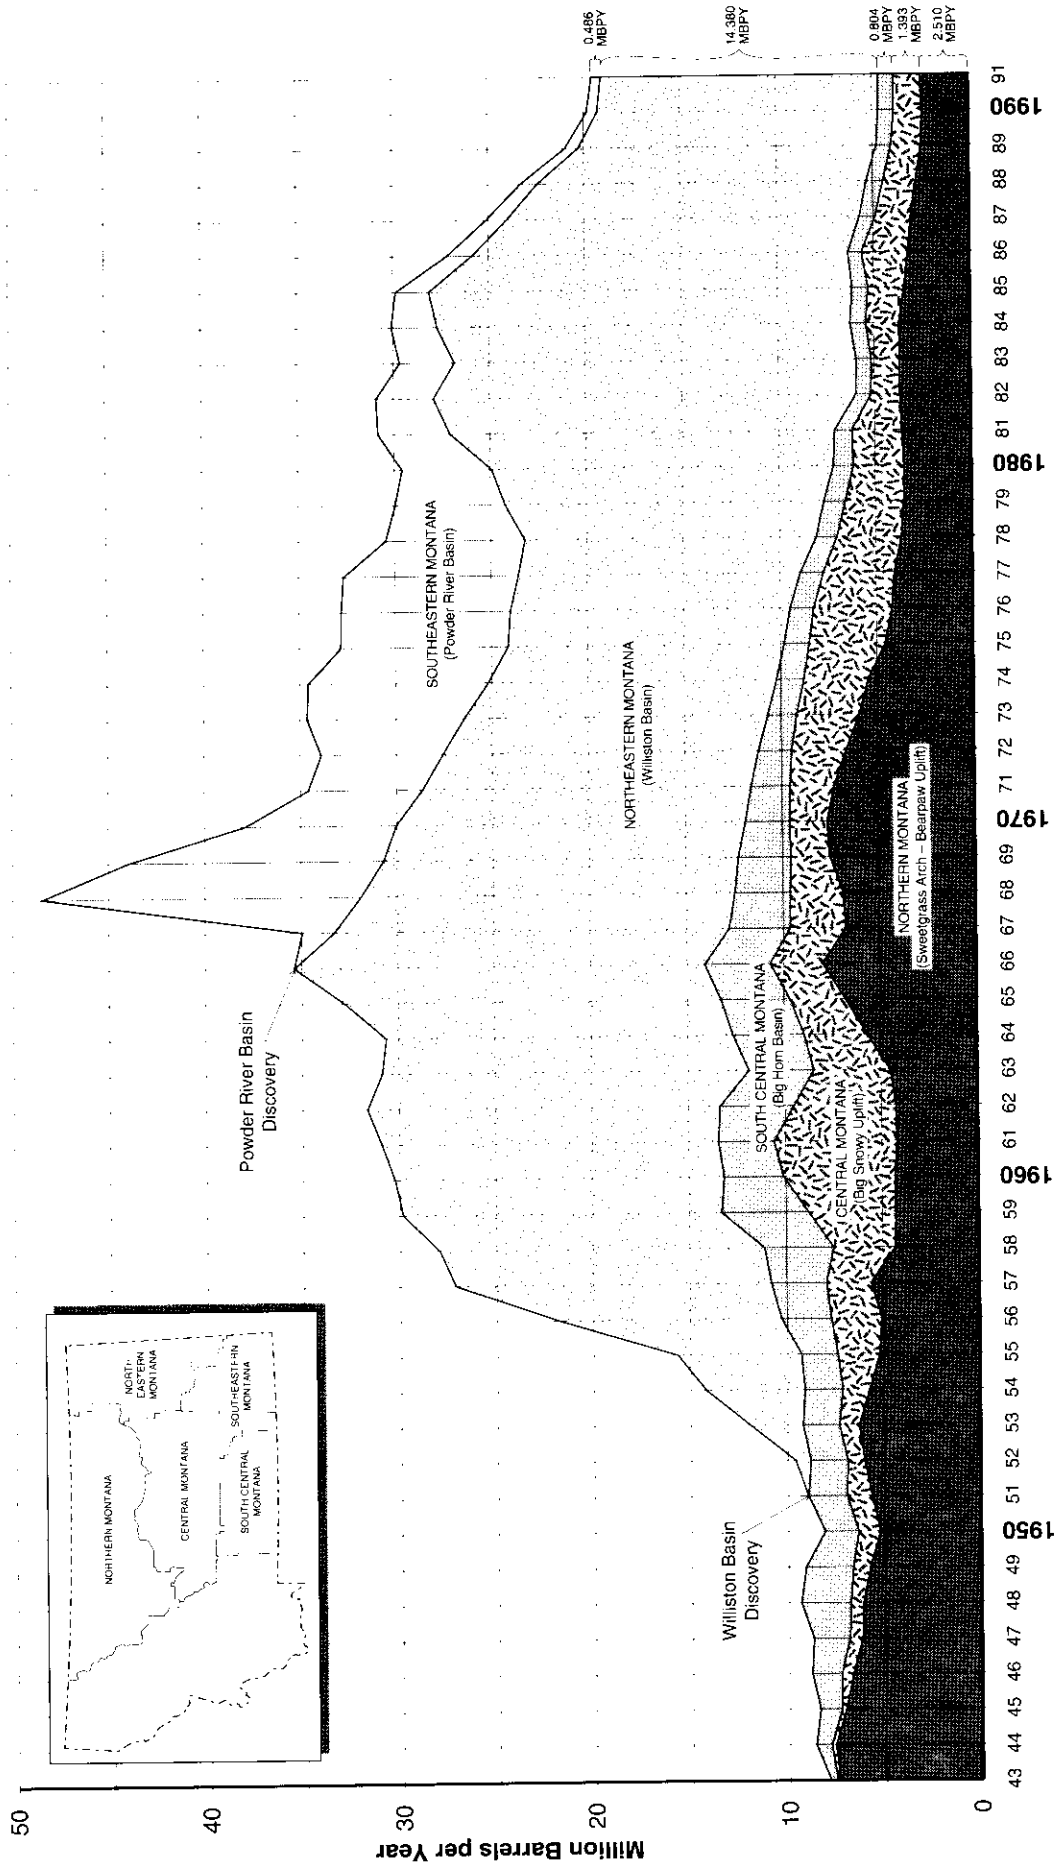 50
40
30
20
10
0
Million Barrels per Year
NORTHERN MONTANA
NORTH
EASTERN
MONTANA
CENTRAL MONTANA
SOUTH CENTRAL
MONTANA
SOUTHEASTERN
MONTANA
Williston Basin
Discovery
Powder River Basin
Discovery
SOUTHEASTERN MONTANA
(Powder River Basin)
NORTHEASTERN MONTANA
(Williston Basin)
SOUTH CENTRAL MONTANA
(Big Horn Basin)
CENTRAL MONTANA
(Big Snowy Uplift)
NORTHERN MONTANA
(Sweetgrass Arch – Bearpaw Uplift)
0.486
MBPY
14.380
MBPY
0.804
MBPY
1.393
MBPY
2.510
MBPY
43 44 45 46 47 48 49 1950 51 52 53 54 55 56 57 58 59 1960 61 62 63 64 65 66 67 68 69 1970 71 72 73 74 75 76 77 78 79 1980 81 82 83 84 85 86 87 88 89 1990 91